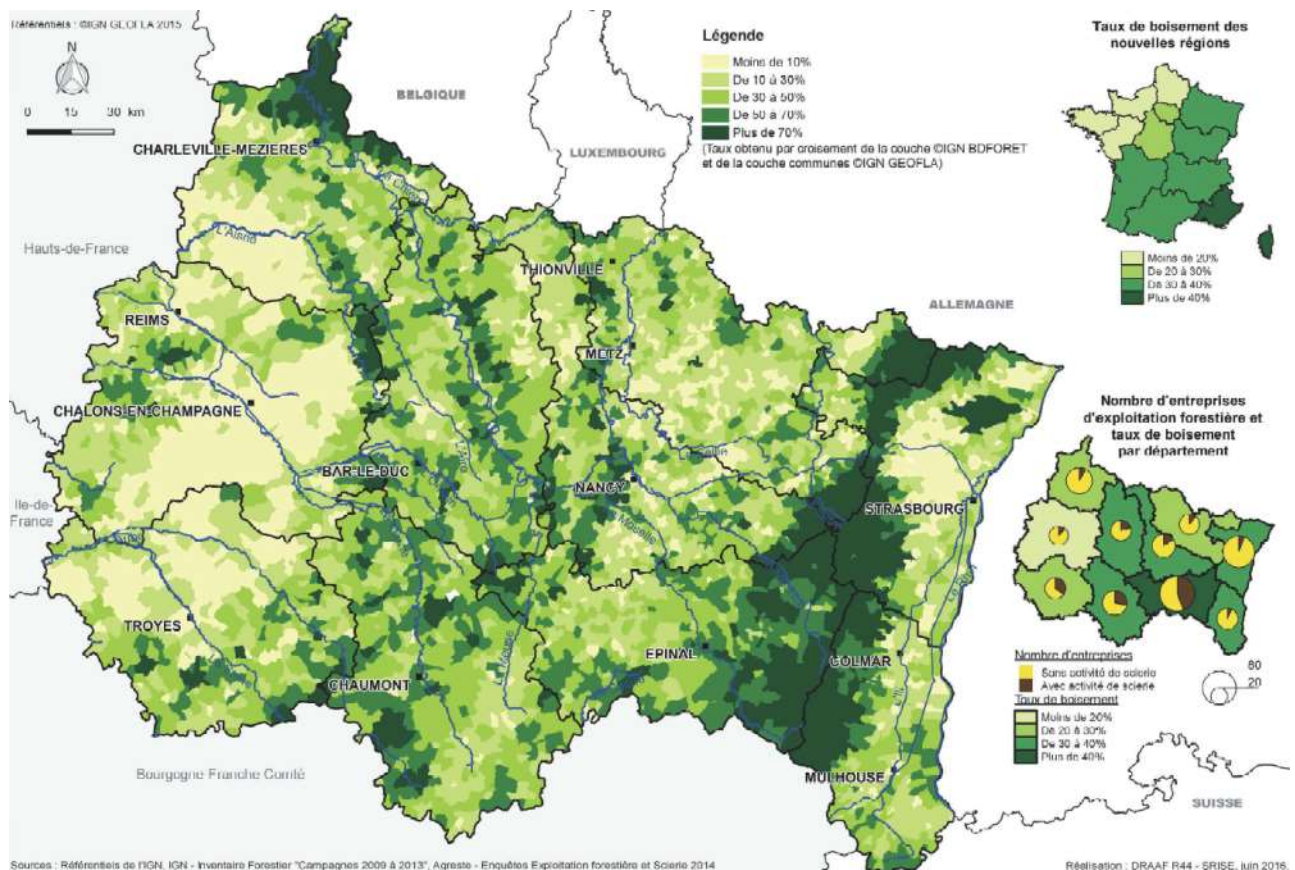 Référentiels : ©IGN GEOFLA 2015
N
0 15 30 km
Légende
Moins de 10%
De 10 à 30%
De 30 à 50%
De 50 à 70%
Plus de 70%
(Taux obtenu par croisement de la couche ©IGN BDFORET
et de la couche communes ©IGN GEOFLA)
Taux de boisement des
nouvelles régions
Moins de 20%
De 20 à 30%
De 30 à 40%
Plus de 40%
BELGIQUE
LUXEMBOURG
ALLEMAGNE
SUISSE
Hauts-de-France
Ile-de-
France
Bourgogne Franche Comté
CHARLEVILLE-MEZIERES
THIONVILLE
REIMS
METZ
CHALONS-EN-CHAMPAGNE
BAR-LE-DUC
NANCY
STRASBOURG
TROYES
CHAUMONT
EPINAL
COLMAR
MULHOUSE
Moselle
Nombre d'entreprises
d'exploitation forestière et
taux de boisement
par département
Nombre d'entreprises
Sans activité de scierie
Avec activité de scierie
80
20
Taux de boisement
Moins de 20%
De 20 à 30%
De 30 à 40%
Plus de 40%
Sources : Référentiels de l'IGN, IGN - Inventaire Forestier "Campagnes 2009 à 2013", Agreste - Enquêtes Exploitation forestière et Scierie 2014
Réalisation : DRAAF R44 - SRISE, juin 2016.